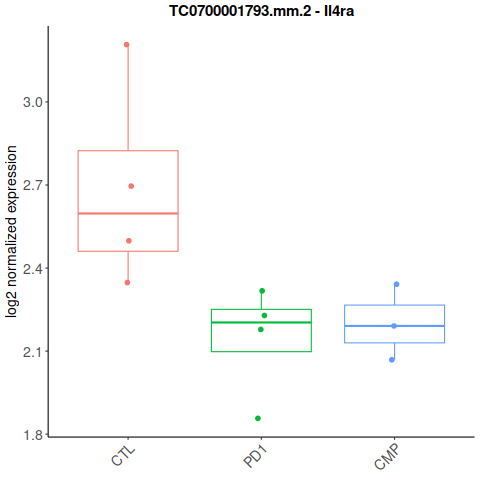 TC0700001793.mm.2 - Il4ra
log2 normalized expression
3.0
2.7
2.4
2.1
1.8
CTL
PD1
CMP